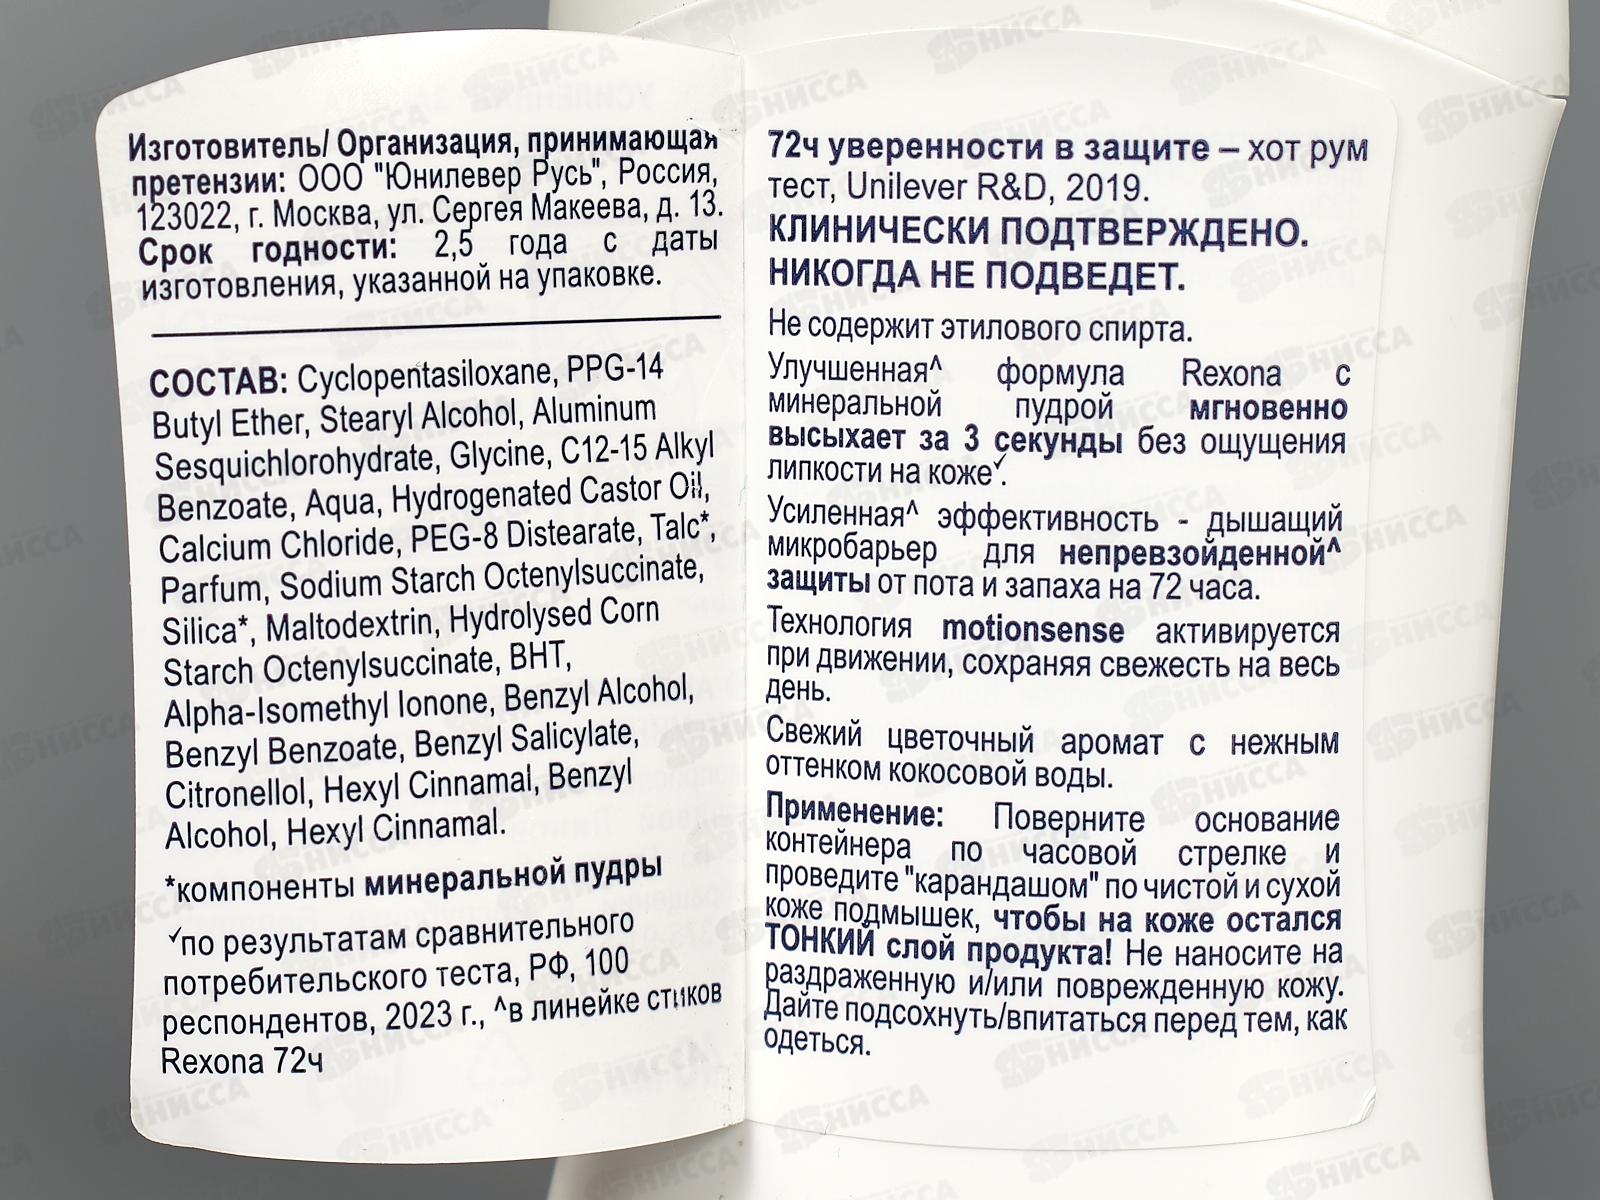 Изготовитель/ Организация, принимающая
претензии: ООО "Юнилевер Русь", Россия,
123022, г. Москва, ул. Сергея Макеева, д. 13.
Срок годности: 2,5 года с даты
изготовления, указанной на упаковке.
СОСТАВ: Cyclopentasiloxane, PPG-14
Butyl Ether, Stearyl Alcohol, Aluminum
Sesquichlorohydrate, Glycine, C12-15 Alkyl
Benzoate, Aqua, Hydrogenated Castor Oil,
Calcium Chloride, PEG-8 Distearate, Talc*,
Parfum, Sodium Starch Octenylsuccinate,
Silica*, Maltodextrin, Hydrolysed Corn
Starch Octenylsuccinate, BHT,
Alpha-Isomethyl Ionone, Benzyl Alcohol,
Benzyl Benzoate, Benzyl Salicylate,
Citronellol, Hexyl Cinnamal, Benzyl
Alcohol, Hexyl Cinnamal.
*компоненты минеральной пудры
✓по результатам сравнительного
потребительского теста, РФ, 100
респондентов, 2023 г., ^в линейке стиков
Rexona 72ч
72ч уверенности в защите – хот рум
тест, Unilever R&D, 2019.
КЛИНИЧЕСКИ ПОДТВЕРЖДЕНО.
НИКОГДА НЕ ПОДВЕДЕТ.
Не содержит этилового спирта.
Улучшенная^ формула Rexona с
минеральной пудрой мгновенно
высыхает за 3 секунды без ощущения
липкости на коже✓.
Усиленная^ эффективность - дышащий
микробарьер для непревзойденной^
защиты от пота и запаха на 72 часа.
Технология motionsense активируется
при движении, сохраняя свежесть на весь
день.
Свежий цветочный аромат с нежным
оттенком кокосовой воды.
Применение: Поверните основание
контейнера по часовой стрелке и
проведите "карандашом" по чистой и сухой
коже подмышек, чтобы на коже остался
ТОНКИЙ слой продукта! Не наносите на
раздраженную и/или поврежденную кожу.
Дайте подсохнуть/впитаться перед тем, как
одеться.
НИССА